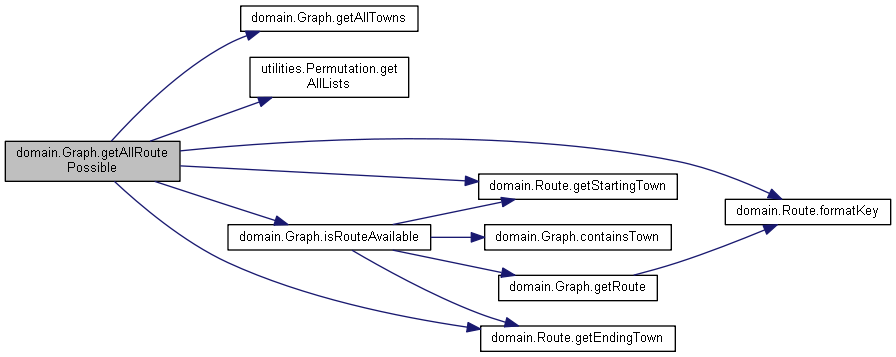 domain.Graph.getAllTowns
utilities.Permutation.get
AllLists
domain.Graph.getAllRoute
Possible
domain.Route.getStartingTown
domain.Route.formatKey
domain.Graph.isRouteAvailable
domain.Graph.containsTown
domain.Graph.getRoute
domain.Route.getEndingTown